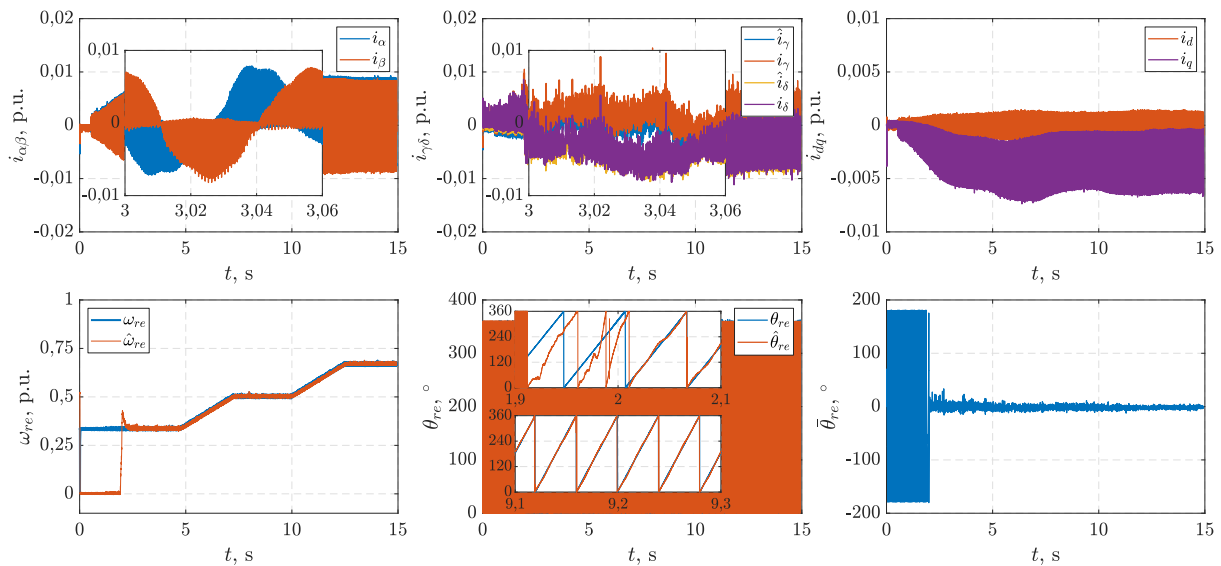 0,02
0,01
0
-0,01
-0,02
i_{αβ}, p.u.
0 5 10 15
t, s
i_α
i_β
0,01
0
-0,01
3 3,02 3,04 3,06
0,02
0,01
0
-0,01
-0,02
i_{γδ}, p.u.
0 5 10 15
t, s
î_γ
i_γ
î_δ
i_δ
0,01
0
-0,01
3 3,02 3,04 3,06
0,01
0,005
0
-0,005
-0,01
i_{dq}, p.u.
0 5 10 15
t, s
i_d
i_q
1
0,75
0,5
0,25
0
ω_{re}, p.u.
0 5 10 15
t, s
ω_{re}
ω̂_{re}
400
300
200
100
0
θ_{re}, °
0 5 10 15
t, s
θ_{re}
θ̂_{re}
360
240
120
0
1,9 2 2,1
360
240
120
0
9,1 9,2 9,3
200
100
0
-100
-200
θ̄_{re}, °
0 5 10 15
t, s